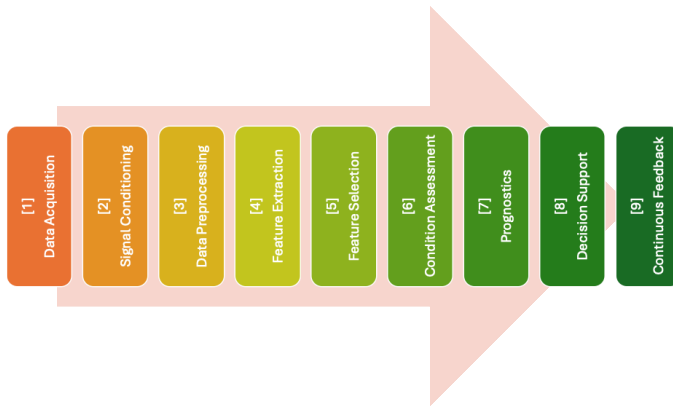 [1]
Data Acquisition
[2]
Signal Conditioning
[3]
Data Preprocessing
[4]
Feature Extraction
[5]
Feature Selection
[6]
Condition Assessment
[7]
Prognostics
[8]
Decision Support
[9]
Continuous Feedback